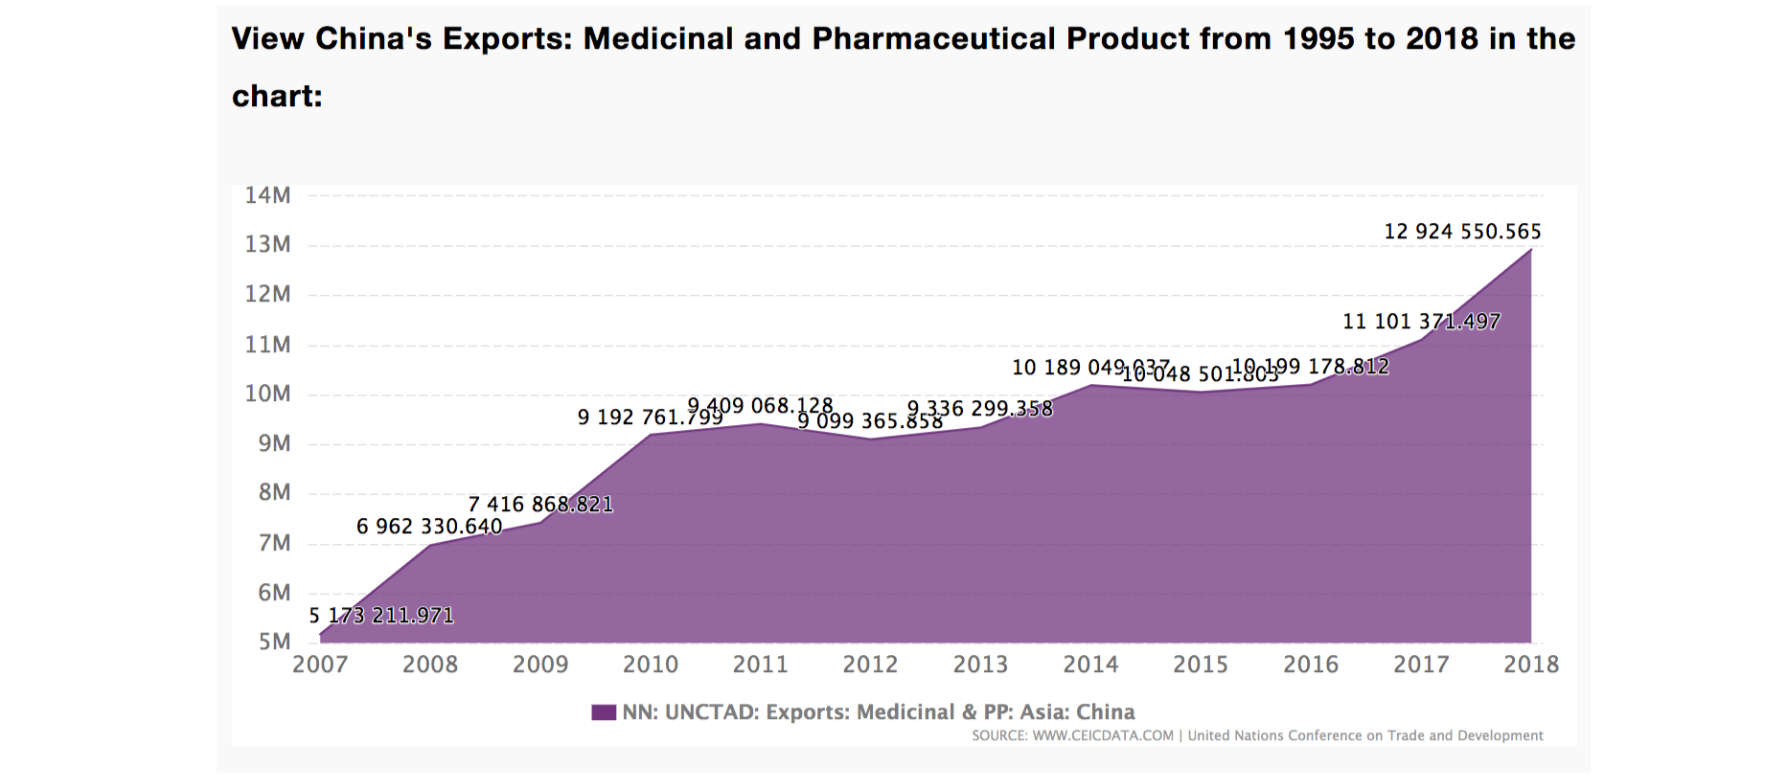 View China's Exports: Medicinal and Pharmaceutical Product from 1995 to 2018 in the
chart:
14M
13M
12M
11M
10M
9M
8M
7M
6M
5M
5 173 211.971
6 962 330.640
7 416 868.821
9 192 761.799
9 409 068.128
9 099 365.858
9 336 299.358
10 189 049.037
10 048 501.803
10 199 178.812
11 101 371.497
12 924 550.565
2007 2008 2009 2010 2011 2012 2013 2014 2015 2016 2017 2018
NN: UNCTAD: Exports: Medicinal & PP: Asia: China
SOURCE: WWW.CEICDATA.COM | United Nations Conference on Trade and Development